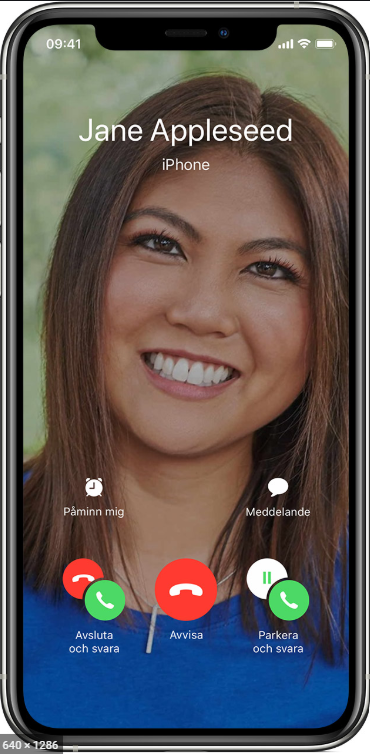 09:41
Jane Appleseed
iPhone
Påminn mig
Meddelande
Avsluta
och svara
Avvisa
Parkera
och svara
640 × 1286